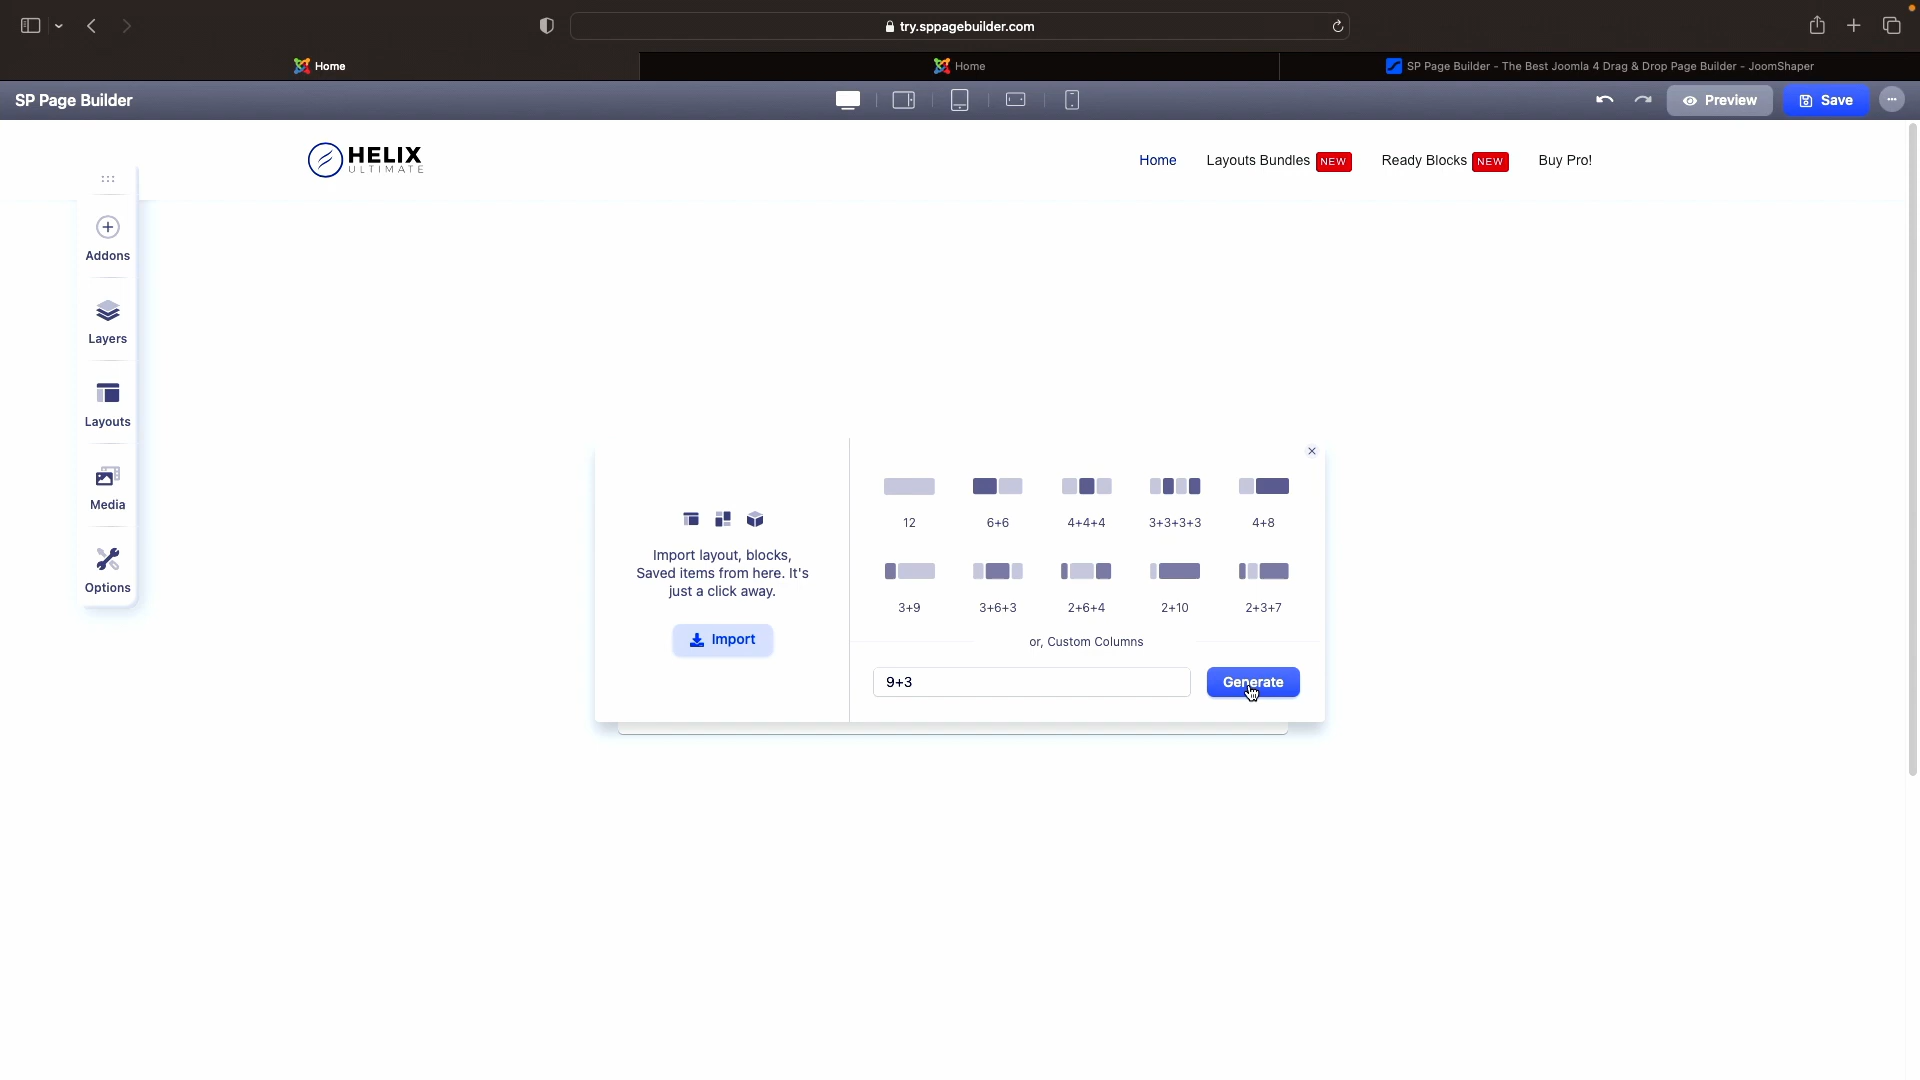 try.sppagebuilder.com
Home
Home
SP Page Builder - The Best Joomla 4 Drag & Drop Page Builder - JoomShaper
SP Page Builder
Preview
Save
HELIX
ULTIMATE
Home
Layouts Bundles NEW
Ready Blocks NEW
Buy Pro!
Addons
Layers
Layouts
Media
Options
Import layout, blocks,
Saved items from here. It's
just a click away.
Import
12
6+6
4+4+4
3+3+3+3
4+8
3+9
3+6+3
2+6+4
2+10
2+3+7
or, Custom Columns
9+3
Generate